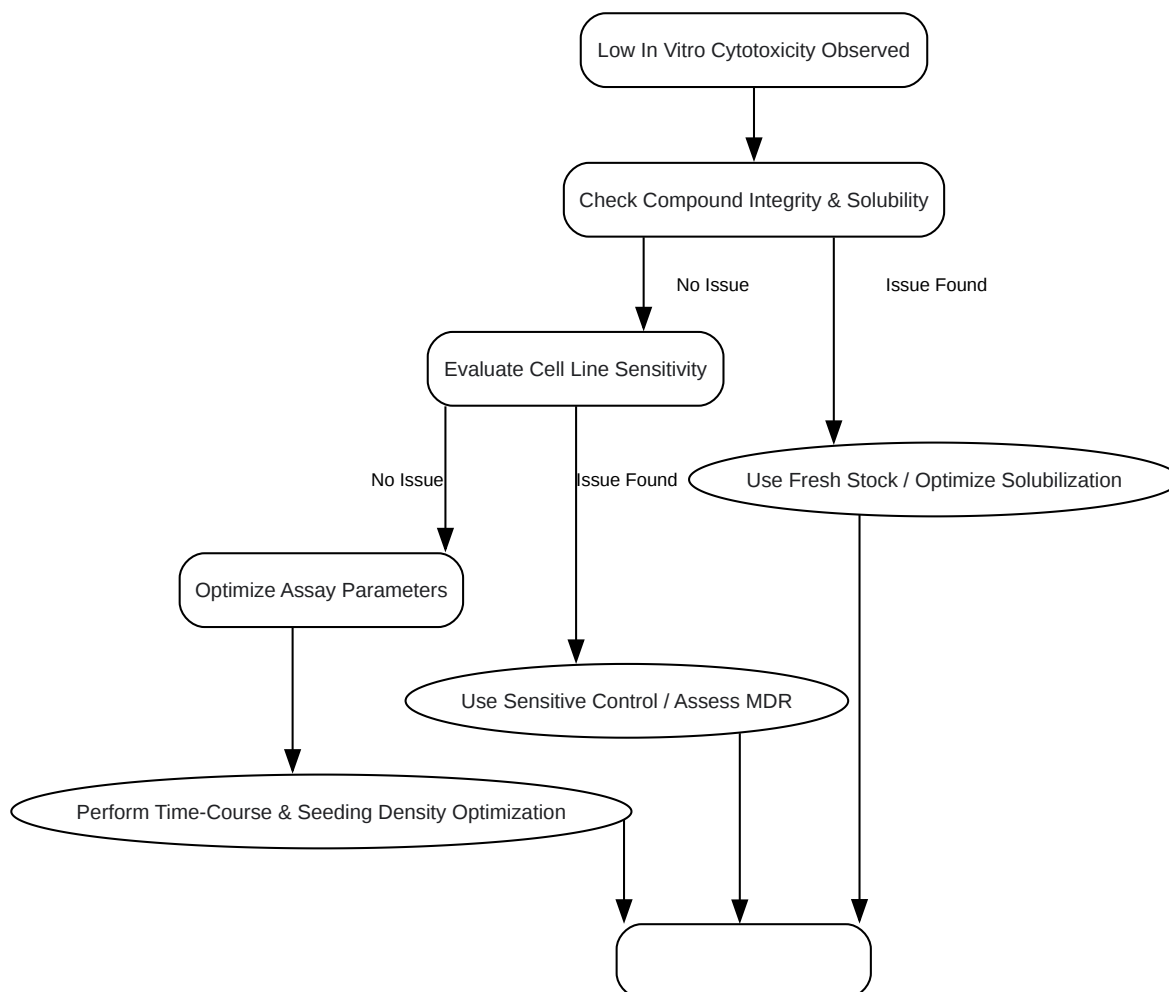 Low In Vitro Cytotoxicity Observed
Check Compound Integrity & Solubility
No Issue
Issue Found
Evaluate Cell Line Sensitivity
No Issue
Issue Found
Use Fresh Stock / Optimize Solubilization
Optimize Assay Parameters
Use Sensitive Control / Assess MDR
Perform Time-Course & Seeding Density Optimization